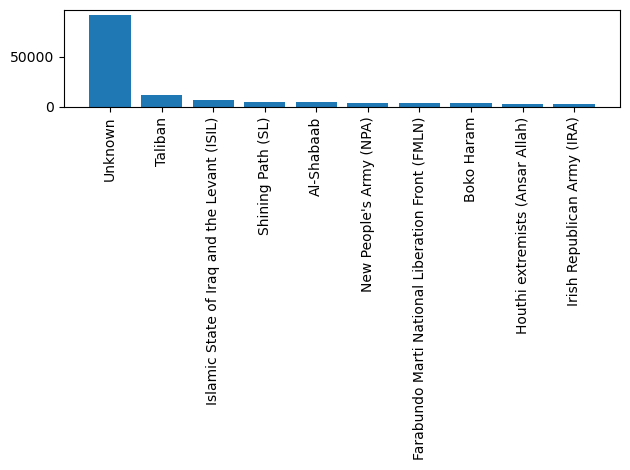 50000
0
Unknown
Taliban
Islamic State of Iraq and the Levant (ISIL)
Shining Path (SL)
Al-Shabaab
New People's Army (NPA)
Farabundo Marti National Liberation Front (FMLN)
Boko Haram
Houthi extremists (Ansar Allah)
Irish Republican Army (IRA)